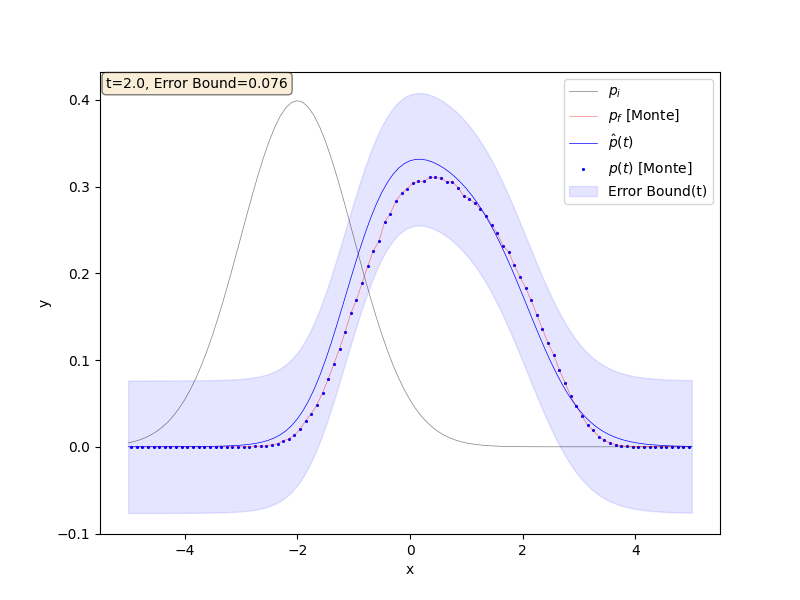 t=2.0, Error Bound=0.076
p_i
p_f [Monte]
p̂(t)
p(t) [Monte]
Error Bound(t)
0.4
0.3
0.2
0.1
0.0
−0.1
y
−4 −2 0 2 4
x